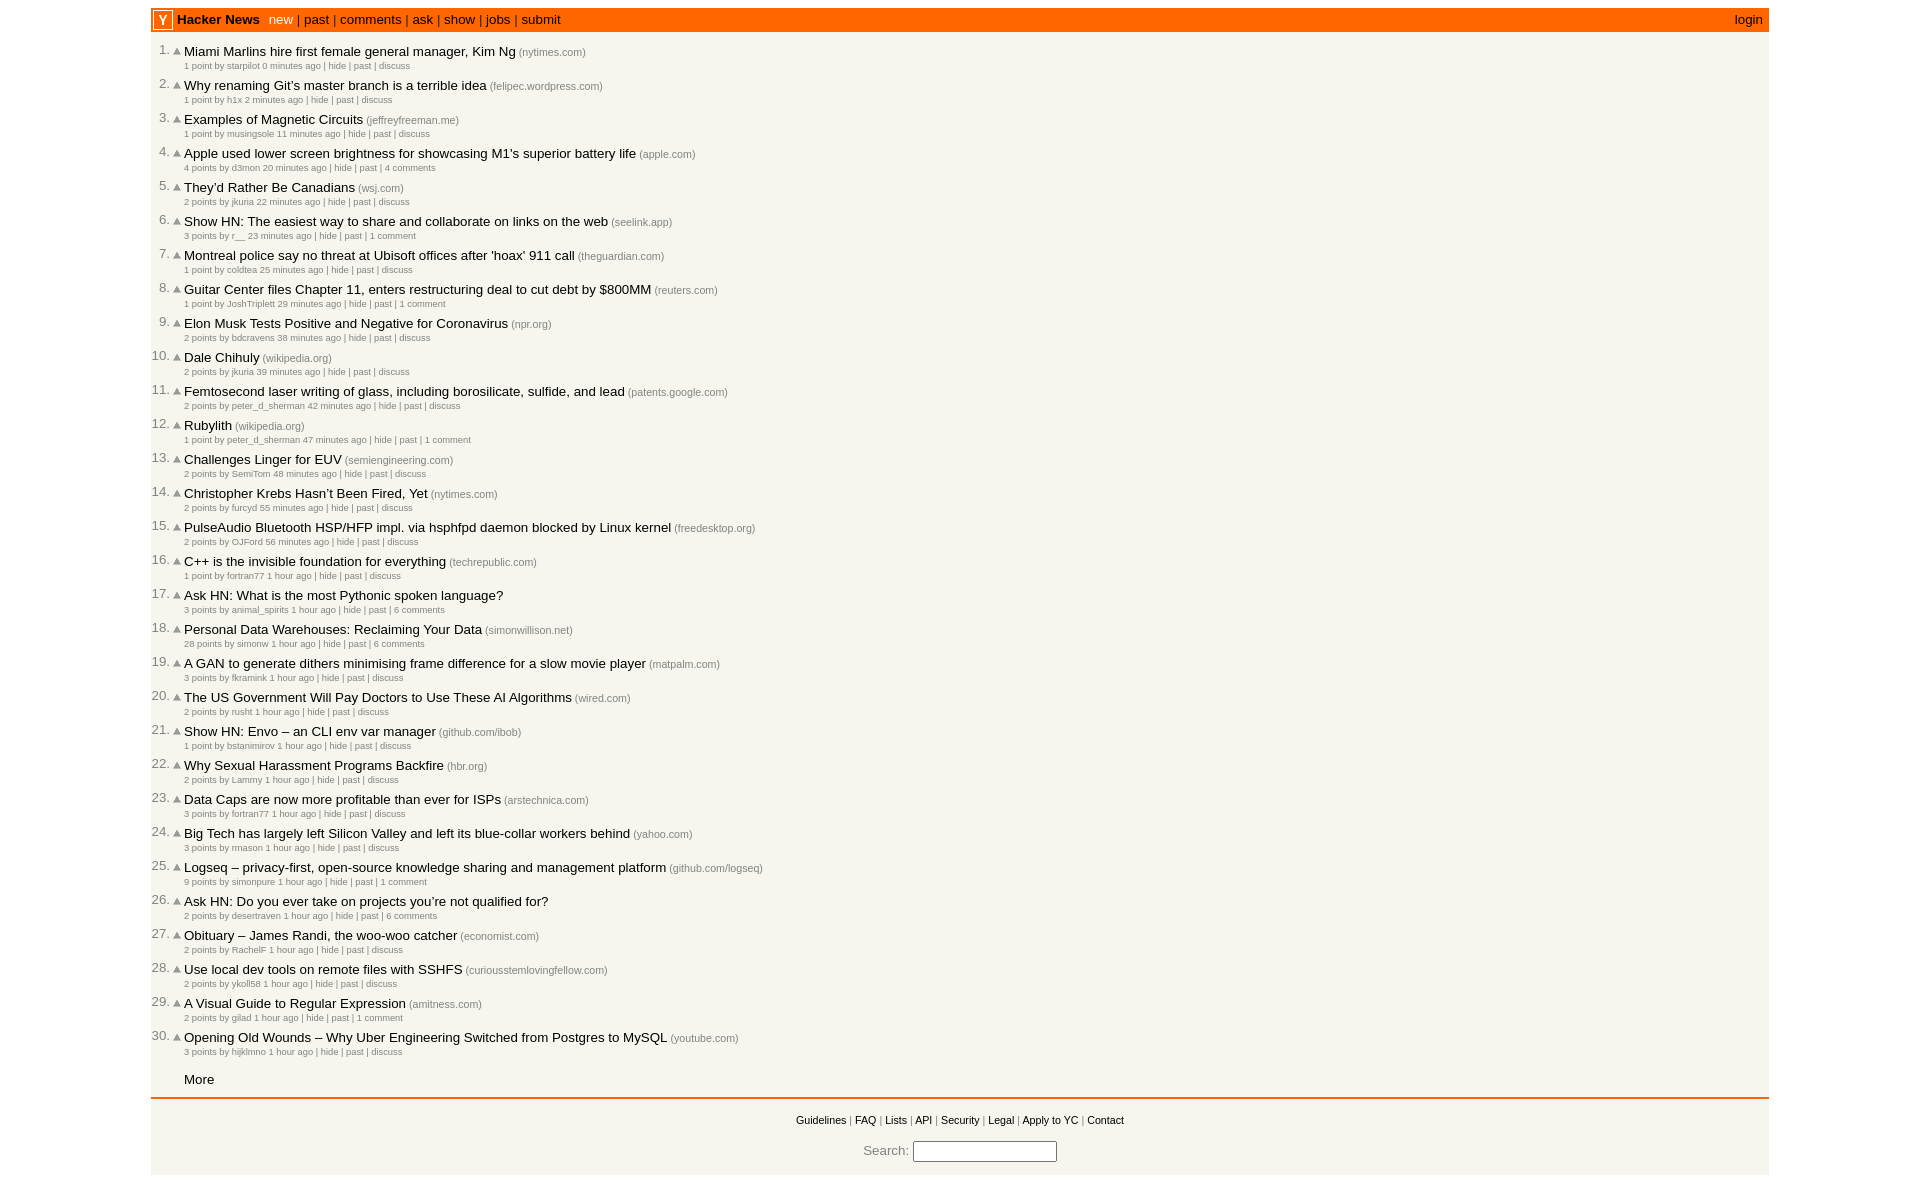 Y Hacker News new | past | comments | ask | show | jobs | submit login
1. Miami Marlins hire first female general manager, Kim Ng (nytimes.com)
1 point by starpilot 0 minutes ago | hide | past | discuss
2. Why renaming Git's master branch is a terrible idea (felipec.wordpress.com)
1 point by h1x 2 minutes ago | hide | past | discuss
3. Examples of Magnetic Circuits (jeffreyfreeman.me)
1 point by musingsole 11 minutes ago | hide | past | discuss
4. Apple used lower screen brightness for showcasing M1's superior battery life (apple.com)
4 points by d3mon 20 minutes ago | hide | past | 4 comments
5. They’d Rather Be Canadians (wsj.com)
2 points by jkuria 22 minutes ago | hide | past | discuss
6. Show HN: The easiest way to share and collaborate on links on the web (seelink.app)
3 points by r__ 23 minutes ago | hide | past | 1 comment
7. Montreal police say no threat at Ubisoft offices after 'hoax' 911 call (theguardian.com)
1 point by coldtea 25 minutes ago | hide | past | discuss
8. Guitar Center files Chapter 11, enters restructuring deal to cut debt by $800MM (reuters.com)
1 point by JoshTriplett 29 minutes ago | hide | past | 1 comment
9. Elon Musk Tests Positive and Negative for Coronavirus (npr.org)
2 points by bdcravens 38 minutes ago | hide | past | discuss
10. Dale Chihuly (wikipedia.org)
2 points by jkuria 39 minutes ago | hide | past | discuss
11. Femtosecond laser writing of glass, including borosilicate, sulfide, and lead (patents.google.com)
2 points by peter_d_sherman 42 minutes ago | hide | past | discuss
12. Rubylith (wikipedia.org)
1 point by peter_d_sherman 47 minutes ago | hide | past | 1 comment
13. Challenges Linger for EUV (semiengineering.com)
2 points by SemiTom 48 minutes ago | hide | past | discuss
14. Christopher Krebs Hasn’t Been Fired, Yet (nytimes.com)
2 points by furcyd 55 minutes ago | hide | past | discuss
15. PulseAudio Bluetooth HSP/HFP impl. via hsphfpd daemon blocked by Linux kernel (freedesktop.org)
2 points by OJFord 56 minutes ago | hide | past | discuss
16. C++ is the invisible foundation for everything (techrepublic.com)
1 point by fortran77 1 hour ago | hide | past | discuss
17. Ask HN: What is the most Pythonic spoken language?
3 points by animal_spirits 1 hour ago | hide | past | 6 comments
18. Personal Data Warehouses: Reclaiming Your Data (simonwillison.net)
28 points by simonw 1 hour ago | hide | past | 6 comments
19. A GAN to generate dithers minimising frame difference for a slow movie player (matpalm.com)
3 points by fkramink 1 hour ago | hide | past | discuss
20. The US Government Will Pay Doctors to Use These AI Algorithms (wired.com)
2 points by rusht 1 hour ago | hide | past | discuss
21. Show HN: Envo – an CLI env var manager (github.com/ibob)
1 point by bstanimirov 1 hour ago | hide | past | discuss
22. Why Sexual Harassment Programs Backfire (hbr.org)
2 points by Lammy 1 hour ago | hide | past | discuss
23. Data Caps are now more profitable than ever for ISPs (arstechnica.com)
3 points by fortran77 1 hour ago | hide | past | discuss
24. Big Tech has largely left Silicon Valley and left its blue-collar workers behind (yahoo.com)
3 points by rmason 1 hour ago | hide | past | discuss
25. Logseq – privacy-first, open-source knowledge sharing and management platform (github.com/logseq)
9 points by simonpure 1 hour ago | hide | past | 1 comment
26. Ask HN: Do you ever take on projects you’re not qualified for?
2 points by desertraven 1 hour ago | hide | past | 6 comments
27. Obituary – James Randi, the woo-woo catcher (economist.com)
2 points by RachelF 1 hour ago | hide | past | discuss
28. Use local dev tools on remote files with SSHFS (curiousstemlovingfellow.com)
2 points by ykoll58 1 hour ago | hide | past | discuss
29. A Visual Guide to Regular Expression (amitness.com)
2 points by gilad 1 hour ago | hide | past | 1 comment
30. Opening Old Wounds – Why Uber Engineering Switched from Postgres to MySQL (youtube.com)
3 points by hijklmno 1 hour ago | hide | past | discuss
More
Guidelines | FAQ | Lists | API | Security | Legal | Apply to YC | Contact
Search: